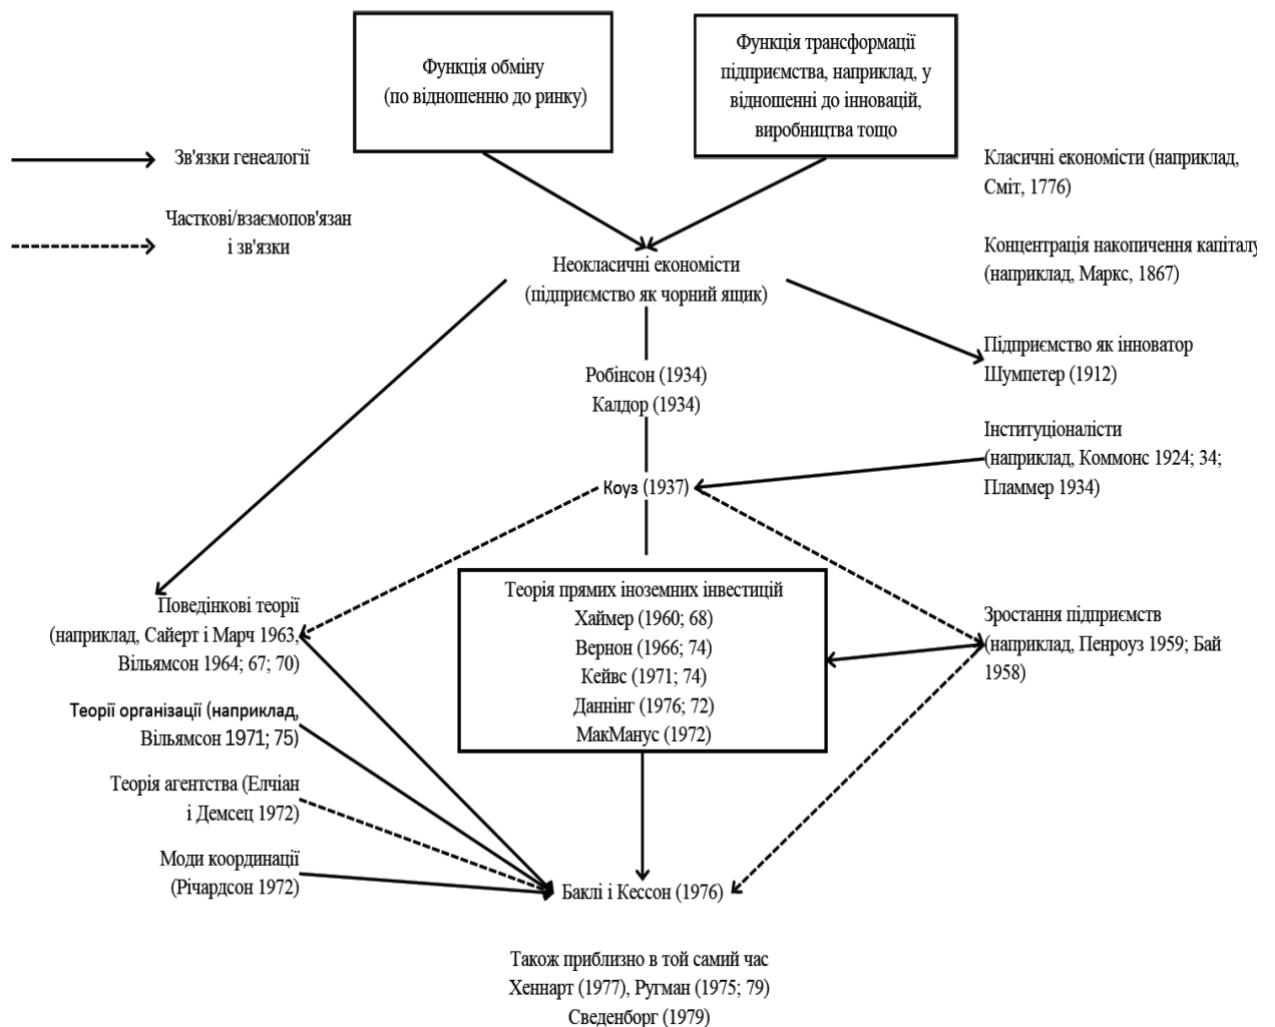 Функція обміну
(по відношенню до ринку)
Функція трансформації
підприємства, наприклад, у
відношенні до інновацій,
виробництва тощо
Зв'язки генеалогії
Часткові/взаємопов'язан
і зв'язки
Класичні економісти (наприклад,
Сміт, 1776)
Концентрація накопичення капіталу
(наприклад, Маркс, 1867)
Неокласичні економісти
(підприємство як чорний ящик)
Підприємство як інноватор
Шумпетер (1912)
Робінсон (1934)
Калдор (1934)
Інституціоналісти
(наприклад, Коммонс 1924; 34;
Пламмер 1934)
Коуз (1937)
Поведінкові теорії
(наприклад, Сайерт і Марч 1963,
Вільямсон 1964; 67; 70)
Теорія прямих іноземних інвестицій
Хаймер (1960; 68)
Вернон (1966; 74)
Кейвс (1971; 74)
Даннінг (1976; 72)
МакМанус (1972)
Зростання підприємств
(наприклад, Пенроуз 1959; Бай
1958)
Теорії організації (наприклад,
Вільямсон 1971; 75)
Теорія агентства (Елчіан
і Демсец 1972)
Моди координації
(Річардсон 1972)
Баклі і Кессон (1976)
Також приблизно в той самий час
Хеннарт (1977), Ругман (1975; 79)
Сведенборг (1979)